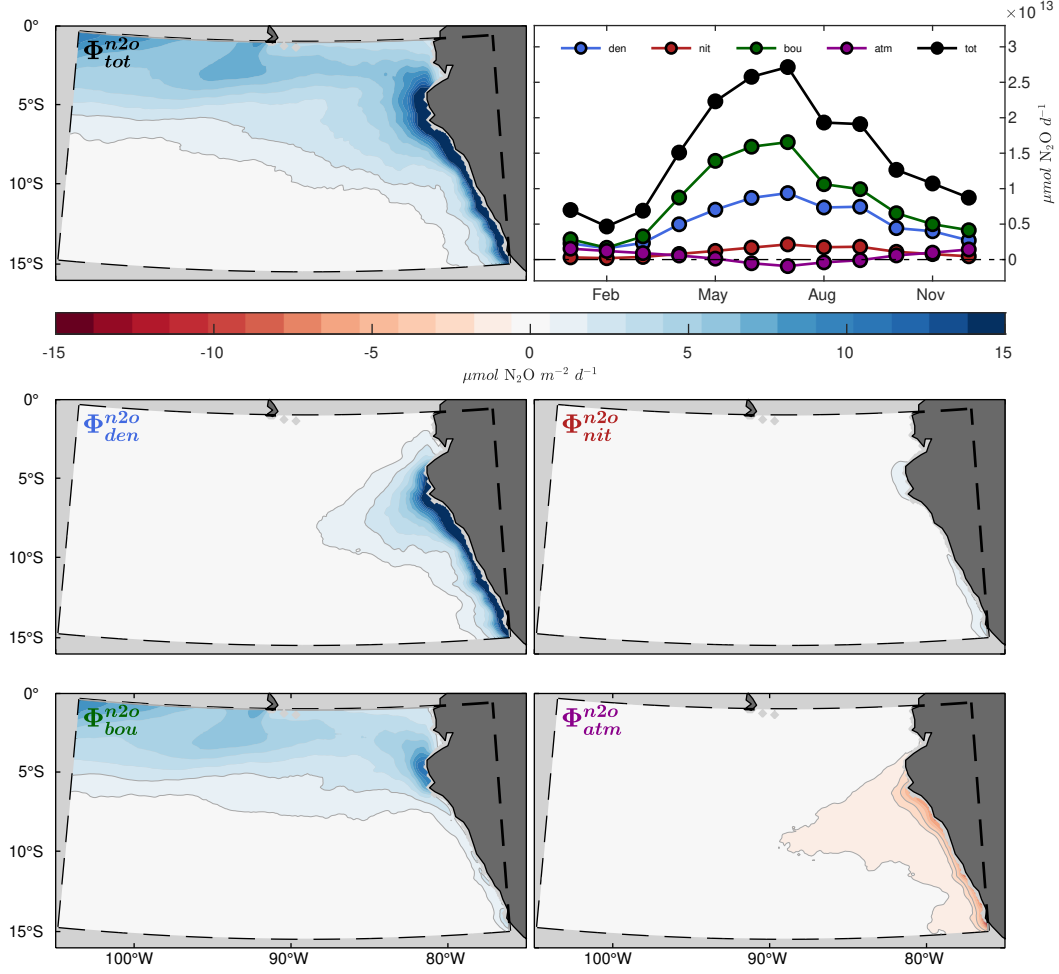 ×10 13
0°
5°S
10°S
15°S
Φ n2o tot
den nit bou atm tot
3
2.5
2
1.5
1
0.5
0
μmol N₂O d⁻¹
Feb May Aug Nov
-15 -10 -5 0 5 10 15
μmol N₂O m⁻² d⁻¹
0°
5°S
10°S
15°S
Φ n2o den
Φ n2o nit
0°
5°S
10°S
15°S
Φ n2o bou
Φ n2o atm
100°W 90°W 80°W 100°W 90°W 80°W